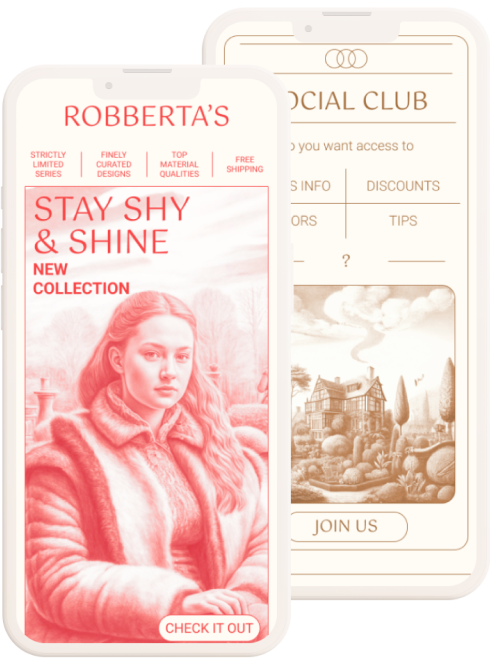 ROBBERTA'S
STRICTLY
LIMITED
SERIES
FINELY
CURATED
DESIGNS
TOP
MATERIAL
QUALITIES
FREE
SHIPPING
STAY SHY
& SHINE
NEW
COLLECTION
CHECK IT OUT
OCIAL CLUB
you want access to
S INFO
DISCOUNTS
ORS
TIPS
?
JOIN US